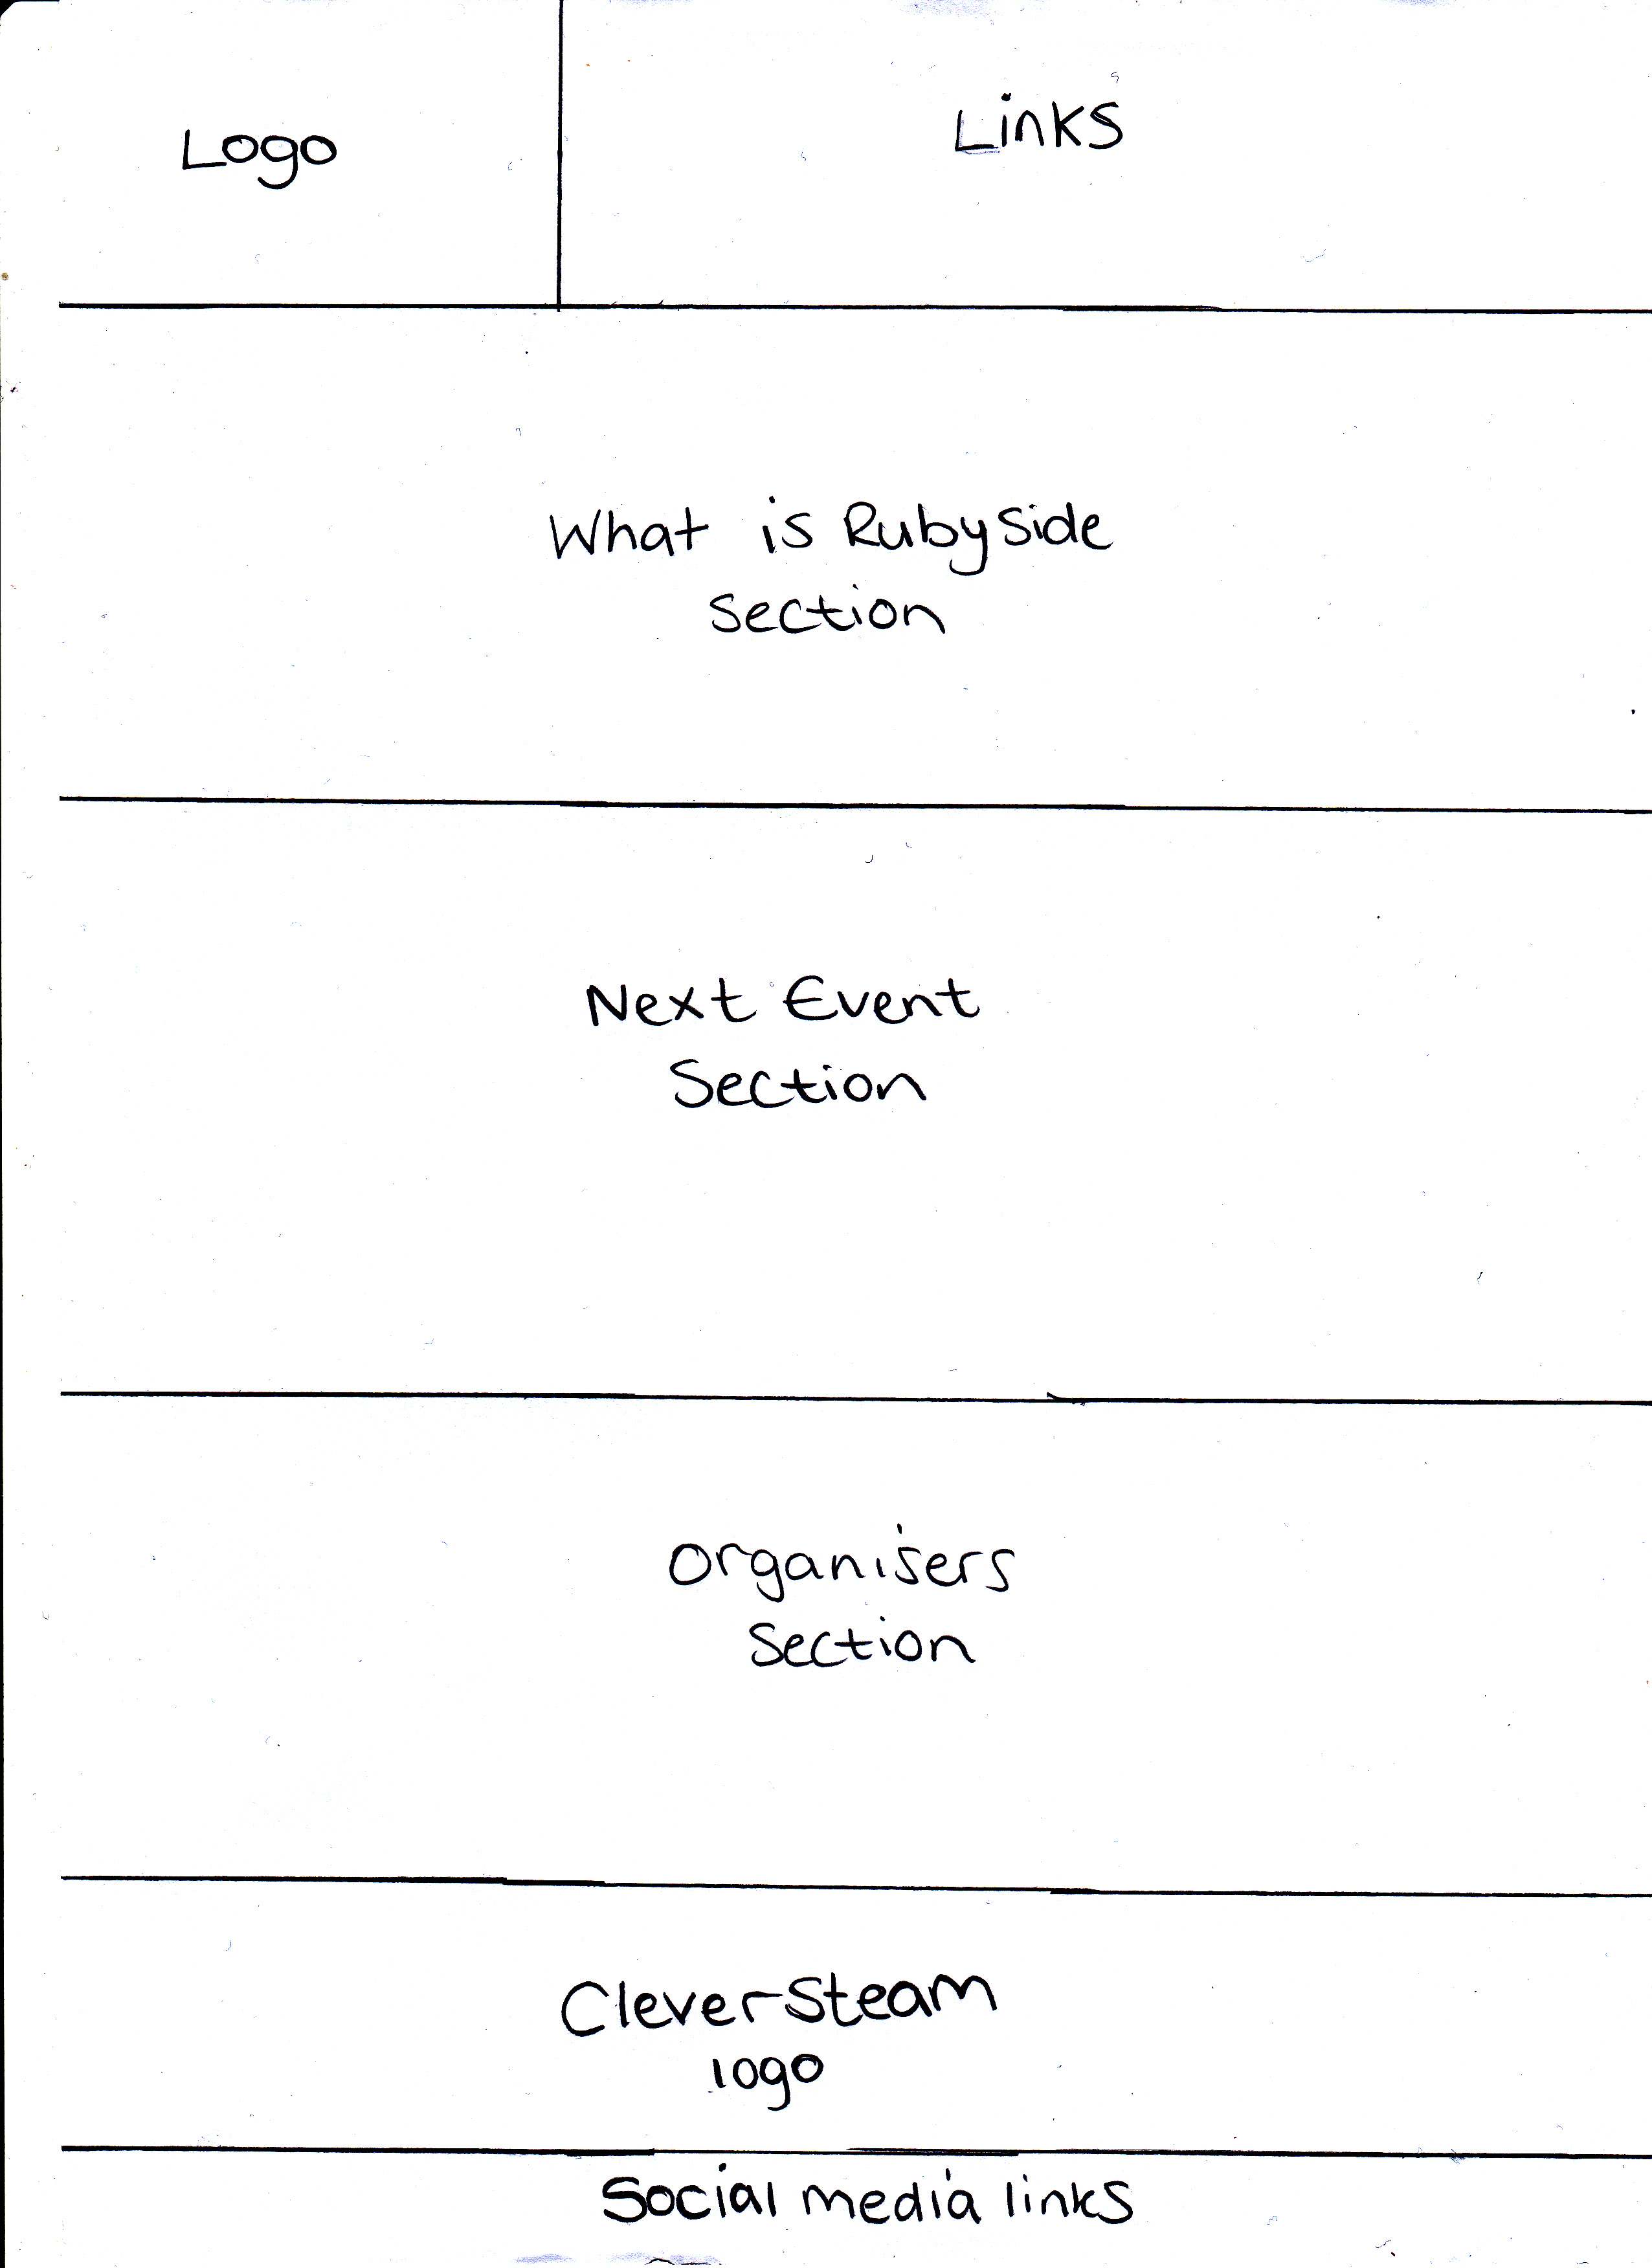 Logo
Links
What is RubySide
Section
Next Event
Section
Organisers
Section
CleverSteam
logo
Social media links